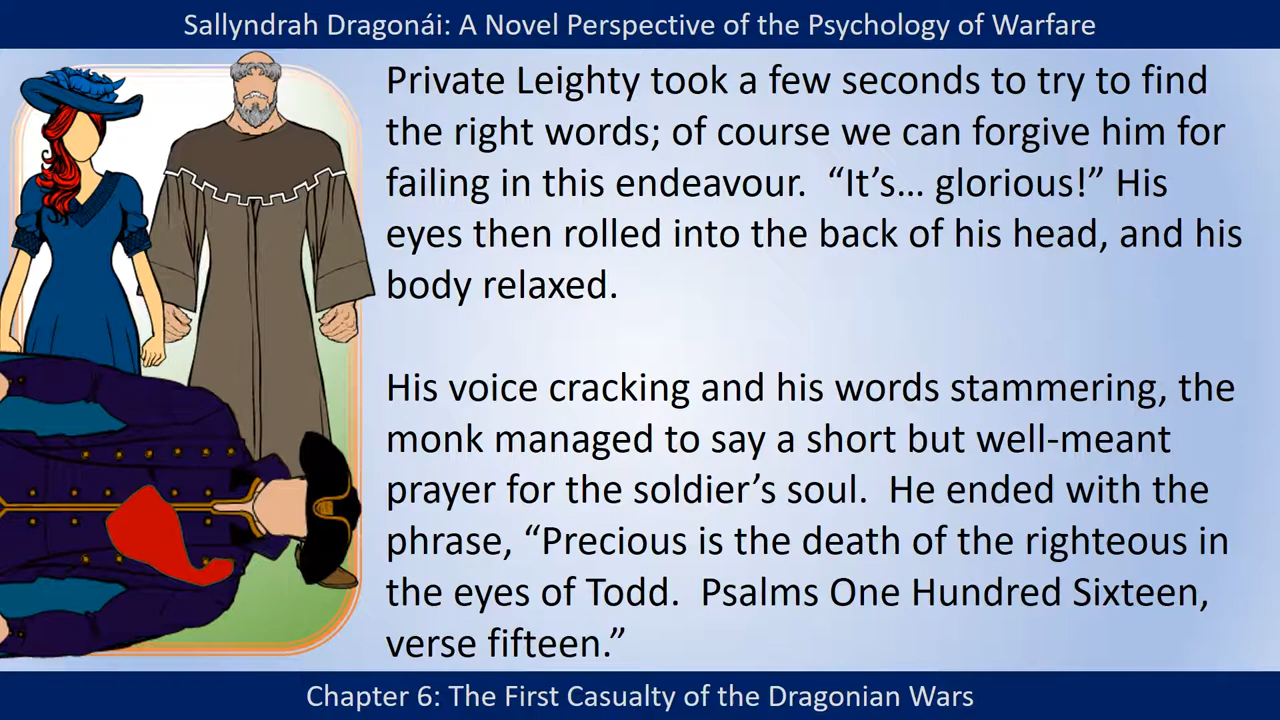 Sallyndrah Dragonái: A Novel Perspective of the Psychology of Warfare
Private Leighty took a few seconds to try to find
the right words; of course we can forgive him for
failing in this endeavour.  “It’s… glorious!” His
eyes then rolled into the back of his head, and his
body relaxed.
His voice cracking and his words stammering, the
monk managed to say a short but well-meant
prayer for the soldier’s soul.  He ended with the
phrase, “Precious is the death of the righteous in
the eyes of Todd.  Psalms One Hundred Sixteen,
verse fifteen.”
Chapter 6: The First Casualty of the Dragonian Wars